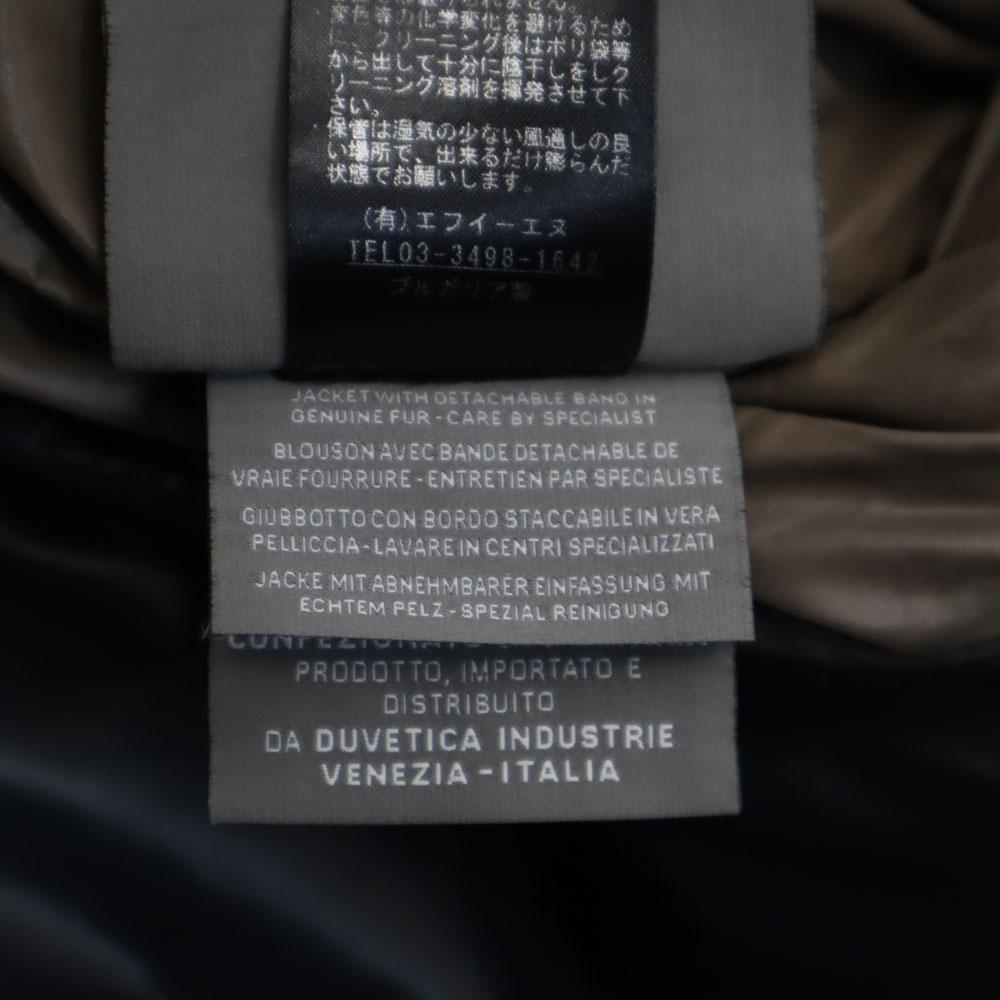 変色等の化学変化を避けるため
に、クリーニング後はポリ袋等
から出して十分に陰干しをしク
リーニング溶剤を揮発させて下
さい。
保管は湿気の少ない風通しの良
い場所で、出来るだけ膨らんだ
状態でお願いします。
(有)エフイーエヌ
TEL03-3498-1642
ブルガリア製
JACKET WITH DETACHABLE BAND IN
GENUINE FUR - CARE BY SPECIALIST
BLOUSON AVEC BANDE DETACHABLE DE
VRAIE FOURRURE - ENTRETIEN PAR SPECIALISTE
GIUBBOTTO CON BORDO STACCABILE IN VERA
PELLICCIA - LAVARE IN CENTRI SPECIALIZZATI
JACKE MIT ABNEHMBARER EINFASSUNG MIT
ECHTEM PELZ - SPEZIAL REINIGUNG
PRODOTTO, IMPORTATO E
DISTRIBUITO
DA DUVETICA INDUSTRIE
VENEZIA - ITALIA